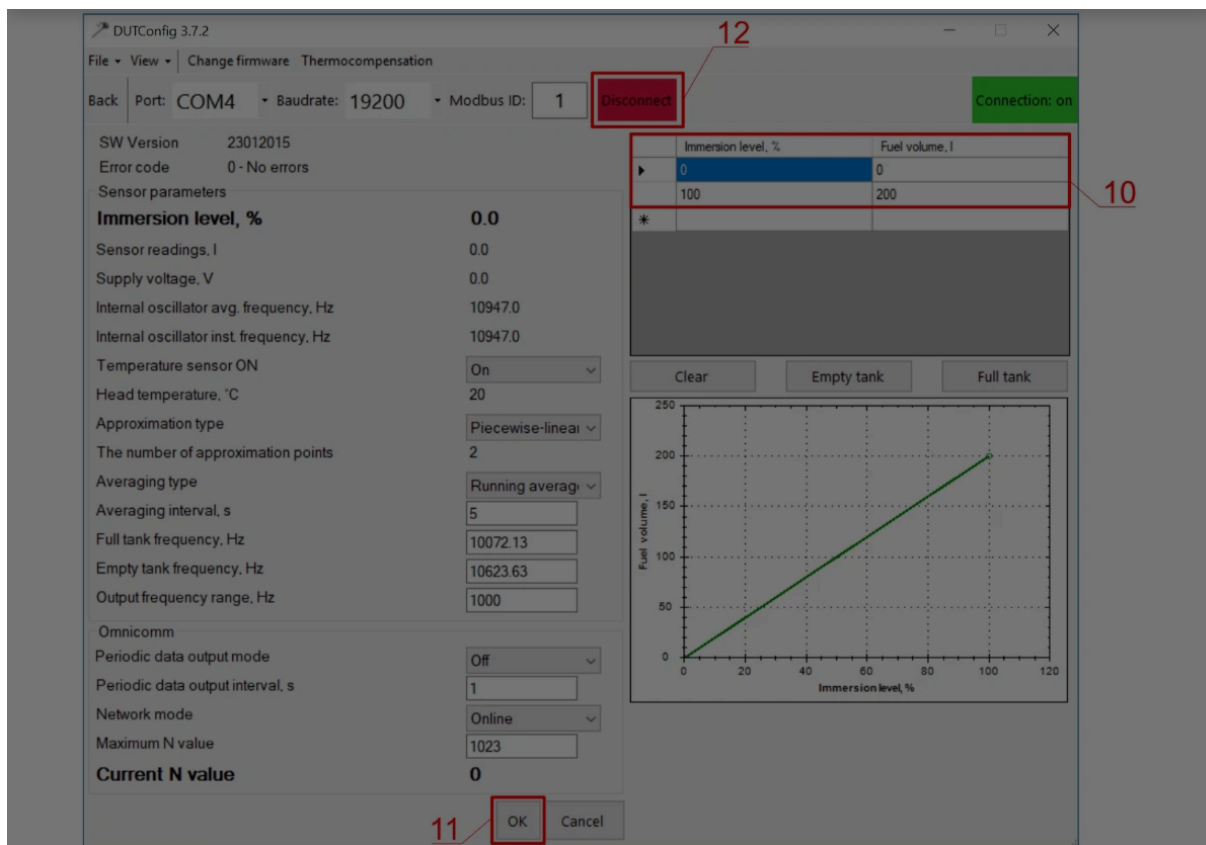 DUTConfig 3.7.2
12
File View Change firmware Thermocompensation
Back Port: COM4 Baudrate: 19200 Modbus ID: 1 Disconnect Connection: on
SW Version 23012015
Error code 0 - No errors
Sensor parameters
Immersion level, % 0.0
Sensor readings, l 0.0
Supply voltage, V 0.0
Internal oscillator avg. frequency, Hz 10947.0
Internal oscillator inst. frequency, Hz 10947.0
Temperature sensor ON On
Head temperature, °C 20
Approximation type Piecewise-linear
The number of approximation points 2
Averaging type Running average
Averaging interval, s 5
Full tank frequency, Hz 10072.13
Empty tank frequency, Hz 10623.63
Output frequency range, Hz 1000
Omnicomm
Periodic data output mode Off
Periodic data output interval, s 1
Network mode Online
Maximum N value 1023
Current N value 0
11
OK Cancel
Immersion level, % Fuel volume, l
0 0
100 200
10
Clear Empty tank Full tank
250
200
150
100
50
0
Fuel volume, l
0 20 40 60 80 100 120
Immersion level, %